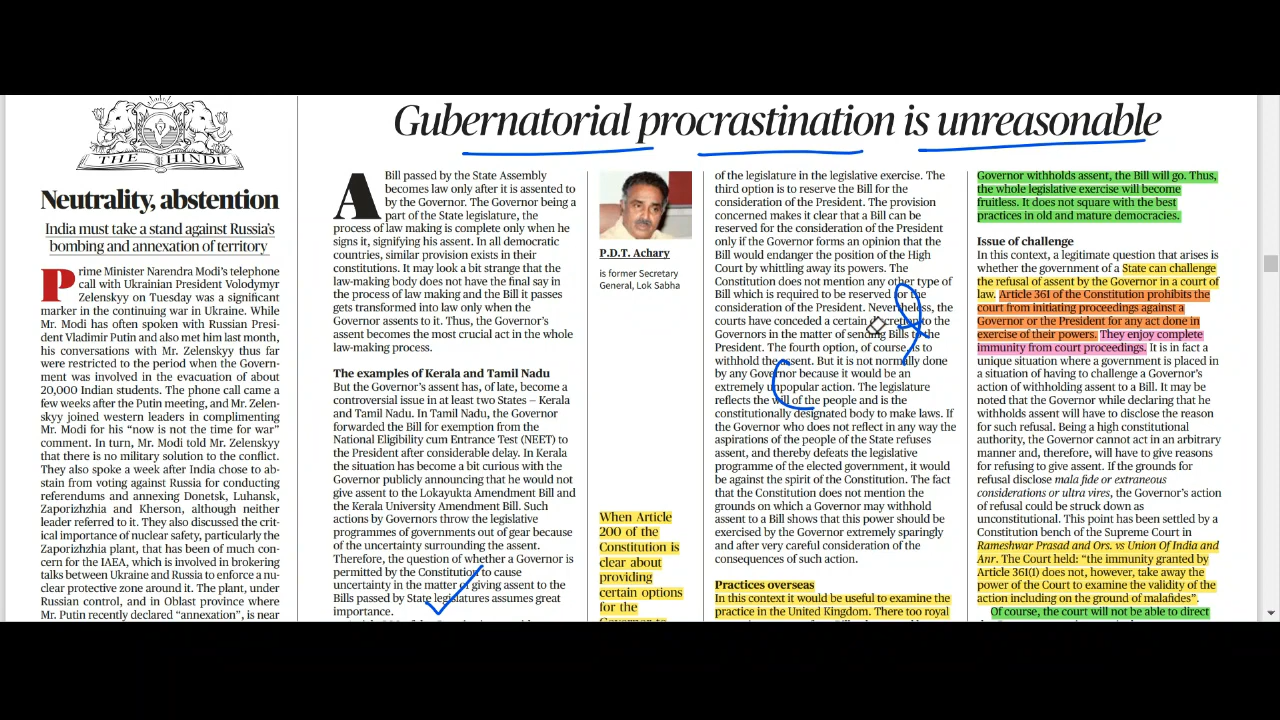 THE HINDU
Neutrality, abstention
India must take a stand against Russia's
bombing and annexation of territory
Prime Minister Narendra Modi's telephone
call with Ukrainian President Volodymyr
Zelenskyy on Tuesday was a significant
marker in the continuing war in Ukraine. While
Mr. Modi has often spoken with Russian Presi-
dent Vladimir Putin and also met him last month,
his conversations with Mr. Zelenskyy thus far
were restricted to the period when the Govern-
ment was involved in the evacuation of about
20,000 Indian students. The phone call came a
few weeks after the Putin meeting, and Mr. Zelen-
skyy joined western leaders in complimenting
Mr. Modi for his "now is not the time for war"
comment. In turn, Mr. Modi told Mr. Zelenskyy
that there is no military solution to the conflict.
They also spoke a week after India chose to ab-
stain from voting against Russia for conducting
referendums and annexing Donetsk, Luhansk,
Zaporizhzhia and Kherson, although neither
leader referred to it. They also discussed the crit-
ical importance of nuclear safety, particularly the
Zaporizhzhia plant, that has been of much con-
cern for the IAEA, which is involved in brokering
talks between Ukraine and Russia to enforce a nu-
clear protective zone around it. The plant, under
Russian control, and in Oblast province where
Mr. Putin recently declared "annexation", is near
Gubernatorial procrastination is unreasonable
A Bill passed by the State Assembly
becomes law only after it is assented to
by the Governor. The Governor being a
part of the State legislature, the
process of law making is complete only when he
signs it, signifying his assent. In all democratic
countries, similar provision exists in their
constitutions. It may look a bit strange that the
law-making body does not have the final say in
the process of law making and the Bill it passes
gets transformed into law only when the
Governor assents to it. Thus, the Governor's
assent becomes the most crucial act in the whole
law-making process.
The examples of Kerala and Tamil Nadu
But the Governor's assent has, of late, become a
controversial issue in at least two States – Kerala
and Tamil Nadu. In Tamil Nadu, the Governor
forwarded the Bill for exemption from the
National Eligibility cum Entrance Test (NEET) to
the President after considerable delay. In Kerala
the situation has become a bit curious with the
Governor publicly announcing that he would not
give assent to the Lokayukta Amendment Bill and
the Kerala University Amendment Bill. Such
actions by Governors throw the legislative
programmes of governments out of gear because
of the uncertainty surrounding the assent.
Therefore, the question of whether a Governor is
permitted by the Constitution to cause
uncertainty in the matter of giving assent to the
Bills passed by State legislatures assumes great
importance.
P.D.T. Achary
is former Secretary
General, Lok Sabha
When Article
200 of the
Constitution is
clear about
providing
certain options
for the
Governor to
of the legislature in the legislative exercise. The
third option is to reserve the Bill for the
consideration of the President. The provision
concerned makes it clear that a Bill can be
reserved for the consideration of the President
only if the Governor forms an opinion that the
Bill would endanger the position of the High
Court by whittling away its powers. The
Constitution does not mention any other type of
Bill which is required to be reserved for the
consideration of the President. Nevertheless, the
courts have conceded a certain discretion to the
Governors in the matter of sending Bills to the
President. The fourth option, of course, to
withhold the assent. But it is not normally done
by any Governor because it would be an
extremely unpopular action. The legislature
reflects the will of the people and is the
constitutionally designated body to make laws. If
the Governor who does not reflect in any way the
aspirations of the people of the State refuses
assent, and thereby defeats the legislative
programme of the elected government, it would
be against the spirit of the Constitution. The fact
that the Constitution does not mention the
grounds on which a Governor may withhold
assent to a Bill shows that this power should be
exercised by the Governor extremely sparingly
and after very careful consideration of the
consequences of such action.
Practices overseas
In this context it would be useful to examine the
practice in the United Kingdom. There too royal
Governor withholds assent, the Bill will go. Thus,
the whole legislative exercise will become
fruitless. It does not square with the best
practices in old and mature democracies.
Issue of challenge
In this context, a legitimate question that arises is
whether the government of a State can challenge
the refusal of assent by the Governor in a court of
law. Article 361 of the Constitution prohibits the
court from initiating proceedings against a
Governor or the President for any act done in
exercise of their powers. They enjoy complete
immunity from court proceedings. It is in fact a
unique situation where a government is placed in
a situation of having to challenge a Governor's
action of withholding assent to a Bill. It may be
noted that the Governor while declaring that he
withholds assent will have to disclose the reason
for such refusal. Being a high constitutional
authority, the Governor cannot act in an arbitrary
manner and, therefore, will have to give reasons
for refusing to give assent. If the grounds for
refusal disclose mala fide or extraneous
considerations or ultra vires, the Governor's action
of refusal could be struck down as
unconstitutional. This point has been settled by a
Constitution bench of the Supreme Court in
Rameshwar Prasad and Ors. vs Union Of India and
Anr. The Court held: "the immunity granted by
Article 361(1) does not, however, take away the
power of the Court to examine the validity of the
action including on the ground of malafides".
Of course, the court will not be able to direct